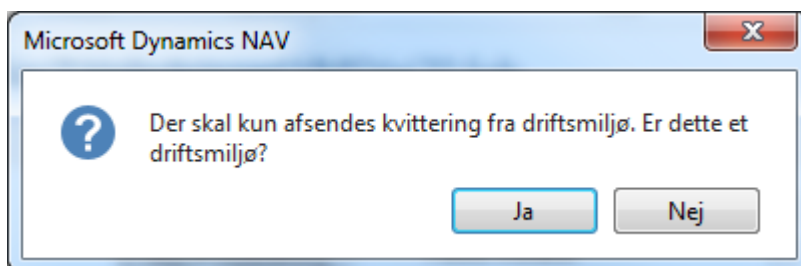 Microsoft Dynamics NAV
Der skal kun afsendes kvittering fra driftsmiljø. Er dette et
driftsmiljø?
Ja
Nej